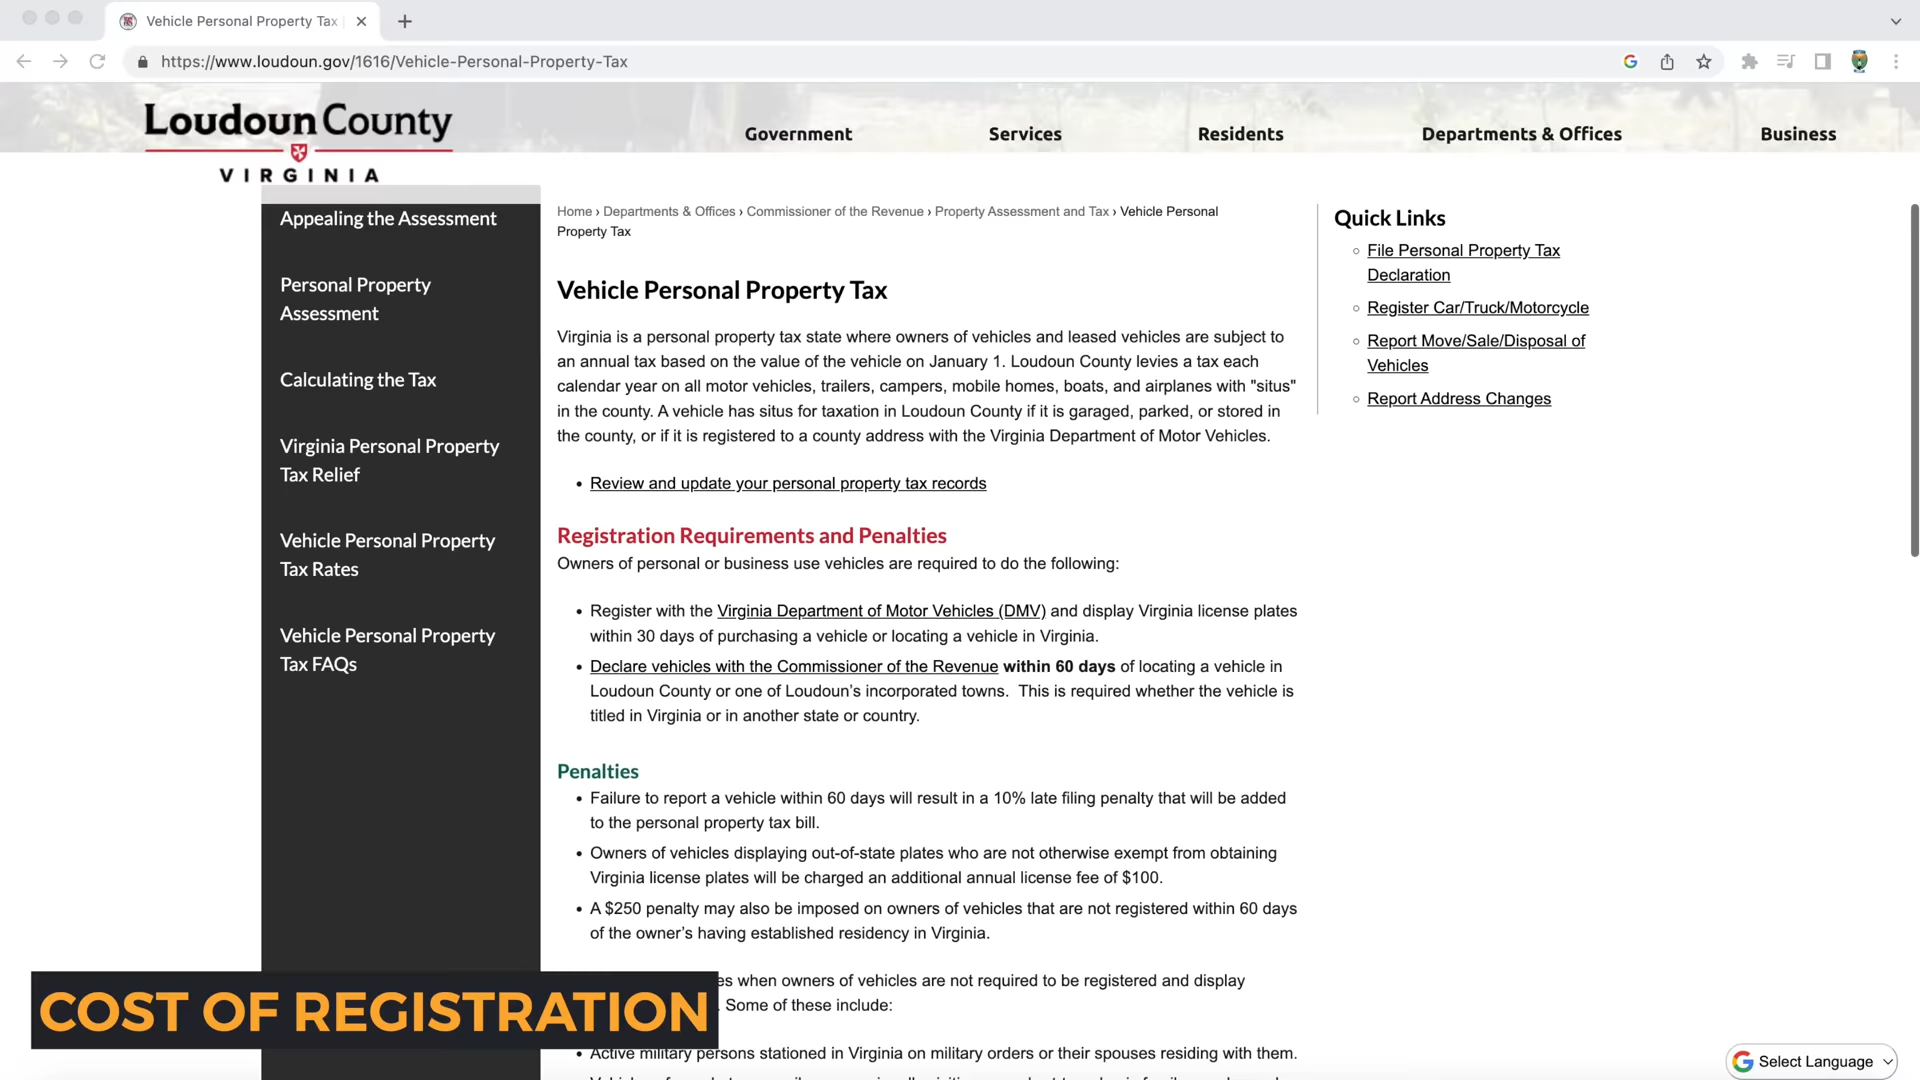 Vehicle Personal Property Tax
https://www.loudoun.gov/1616/Vehicle-Personal-Property-Tax
Loudoun County
VIRGINIA
Government
Services
Residents
Departments & Offices
Business
Appealing the Assessment
Personal Property
Assessment
Calculating the Tax
Virginia Personal Property
Tax Relief
Vehicle Personal Property
Tax Rates
Vehicle Personal Property
Tax FAQs
Home › Departments & Offices › Commissioner of the Revenue › Property Assessment and Tax › Vehicle Personal
Property Tax
Vehicle Personal Property Tax
Virginia is a personal property tax state where owners of vehicles and leased vehicles are subject to
an annual tax based on the value of the vehicle on January 1. Loudoun County levies a tax each
calendar year on all motor vehicles, trailers, campers, mobile homes, boats, and airplanes with "situs"
in the county. A vehicle has situs for taxation in Loudoun County if it is garaged, parked, or stored in
the county, or if it is registered to a county address with the Virginia Department of Motor Vehicles.
• Review and update your personal property tax records
Registration Requirements and Penalties
Owners of personal or business use vehicles are required to do the following:
• Register with the Virginia Department of Motor Vehicles (DMV) and display Virginia license plates
within 30 days of purchasing a vehicle or locating a vehicle in Virginia.
• Declare vehicles with the Commissioner of the Revenue within 60 days of locating a vehicle in
Loudoun County or one of Loudoun’s incorporated towns. This is required whether the vehicle is
titled in Virginia or in another state or country.
Penalties
• Failure to report a vehicle within 60 days will result in a 10% late filing penalty that will be added
to the personal property tax bill.
• Owners of vehicles displaying out-of-state plates who are not otherwise exempt from obtaining
Virginia license plates will be charged an additional annual license fee of $100.
• A $250 penalty may also be imposed on owners of vehicles that are not registered within 60 days
of the owner’s having established residency in Virginia.
es when owners of vehicles are not required to be registered and display
. Some of these include:
• Active military persons stationed in Virginia on military orders or their spouses residing with them.
Quick Links
File Personal Property Tax
Declaration
Register Car/Truck/Motorcycle
Report Move/Sale/Disposal of
Vehicles
Report Address Changes
COST OF REGISTRATION
Select Language